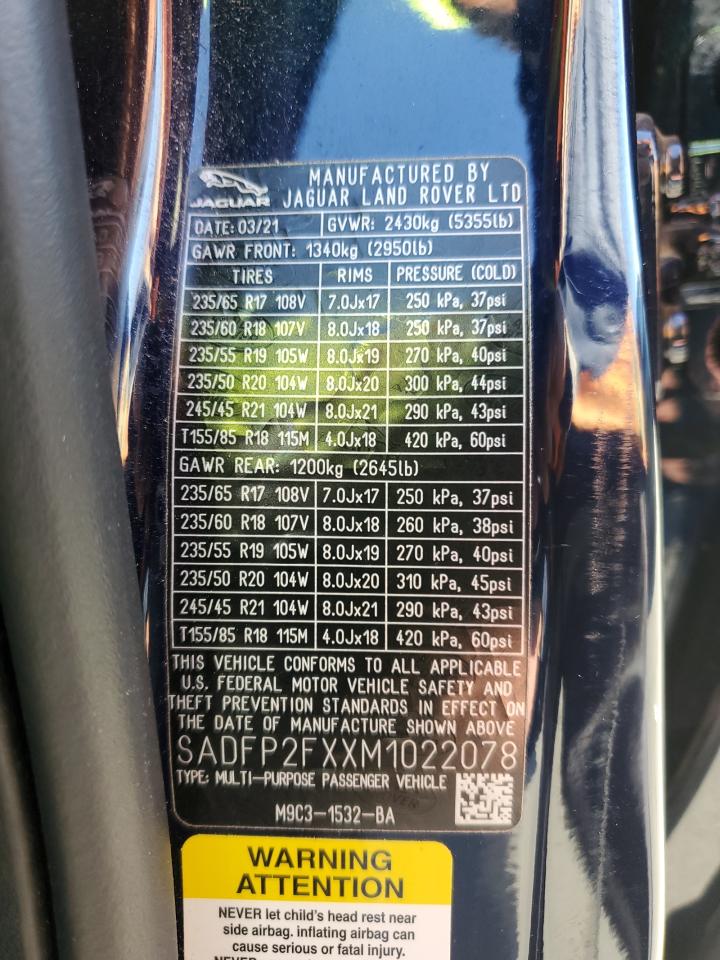 JAGUAR
MANUFACTURED BY
JAGUAR LAND ROVER LTD
DATE: 03/21 GVWR: 2430kg (5355lb)
GAWR FRONT: 1340kg (2950lb)
TIRES RIMS PRESSURE (COLD)
235/65 R17 108V 7.0Jx17 250 kPa, 37psi
235/60 R18 107V 8.0Jx18 250 kPa, 37psi
235/55 R19 105W 8.0Jx19 270 kPa, 40psi
235/50 R20 104W 8.0Jx20 300 kPa, 44psi
245/45 R21 104W 8.0Jx21 290 kPa, 43psi
T155/85 R18 115M 4.0Jx18 420 kPa, 60psi
GAWR REAR: 1200kg (2645lb)
235/65 R17 108V 7.0Jx17 250 kPa, 37psi
235/60 R18 107V 8.0Jx18 260 kPa, 38psi
235/55 R19 105W 8.0Jx19 270 kPa, 40psi
235/50 R20 104W 8.0Jx20 310 kPa, 45psi
245/45 R21 104W 8.0Jx21 290 kPa, 43psi
T155/85 R18 115M 4.0Jx18 420 kPa, 60psi
THIS VEHICLE CONFORMS TO ALL APPLICABLE
U.S. FEDERAL MOTOR VEHICLE SAFETY AND
THEFT PREVENTION STANDARDS IN EFFECT ON
THE DATE OF MANUFACTURE SHOWN ABOVE
SADFP2FXXM1022078
TYPE: MULTI-PURPOSE PASSENGER VEHICLE
M9C3-1532-BA
WARNING
ATTENTION
NEVER let child's head rest near
side airbag. inflating airbag can
cause serious or fatal injury.